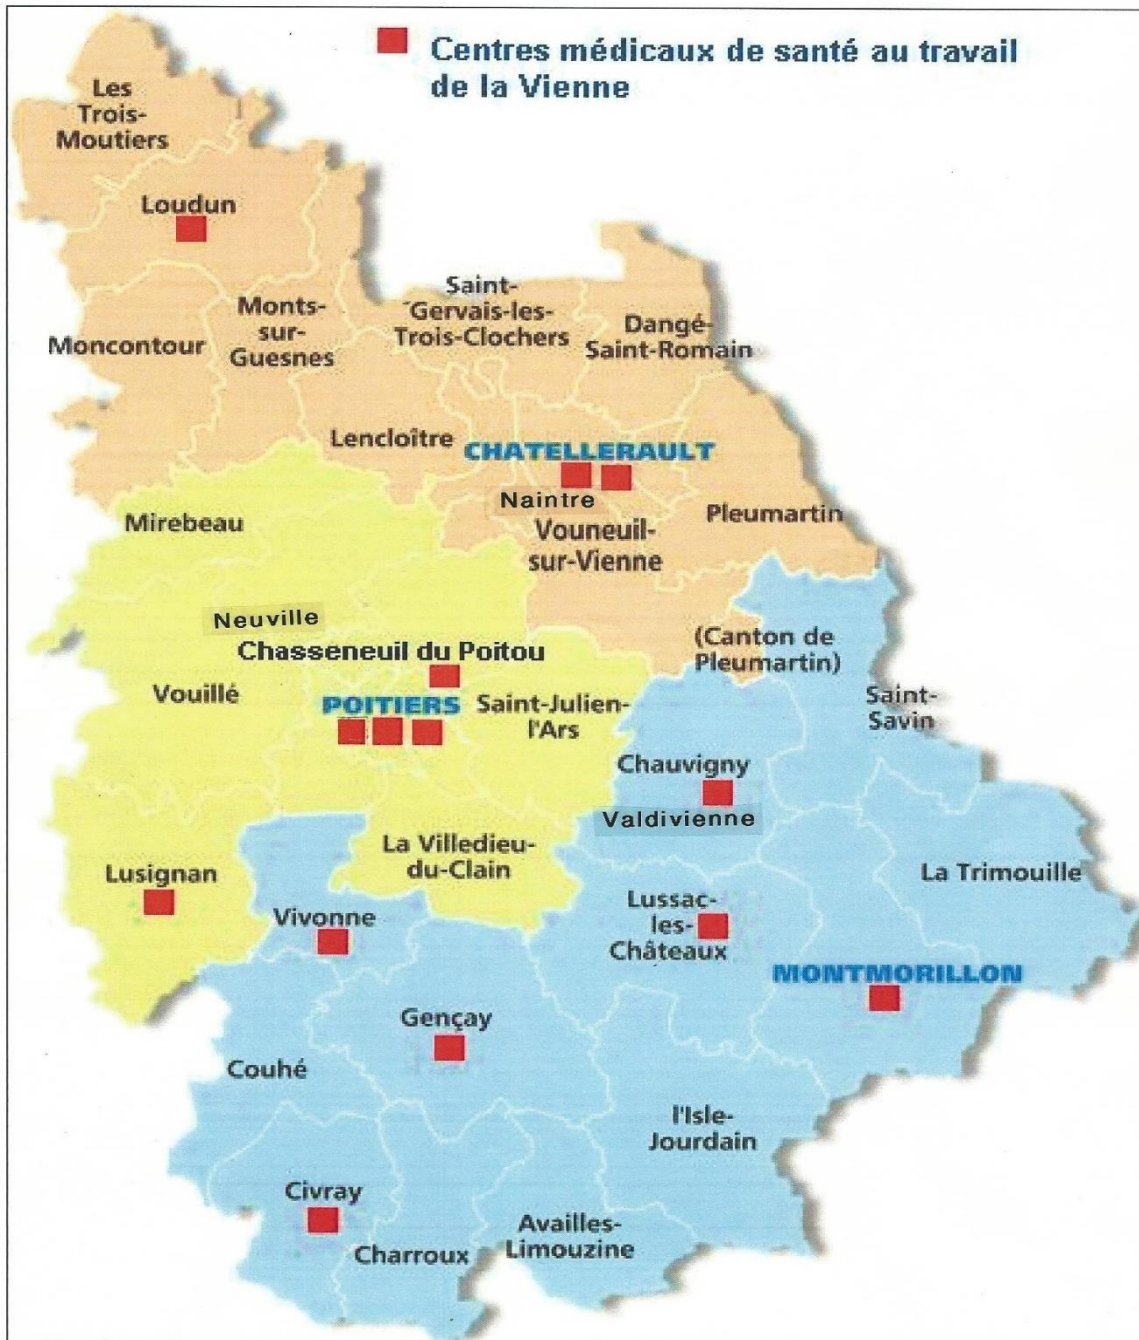 Centres médicaux de santé au travail
de la Vienne
Les
Trois-
Moutiers
Loudun
Moncontour
Monts-
sur-
Guesnes
Saint-
Gervais-les-
Trois-Clochers
Dangé-
Saint-Romain
Lencloître
CHATELLERAULT
Naintre
Vouneuil-
sur-Vienne
Pleumartin
Mirebeau
Neuville
Chasseneuil du Poitou
(Canton de
Pleumartin)
Vouillé
POITIERS
Saint-Julien-
l'Ars
Saint-
Savin
Chauvigny
Valdivienne
La Villedieu-
du-Clain
Lusignan
Vivonne
Lussac-
les-
Châteaux
La Trimouille
MONTMORILLON
Gençay
Couhé
l'Isle-
Jourdain
Civray
Charroux
Availles-
Limouzine